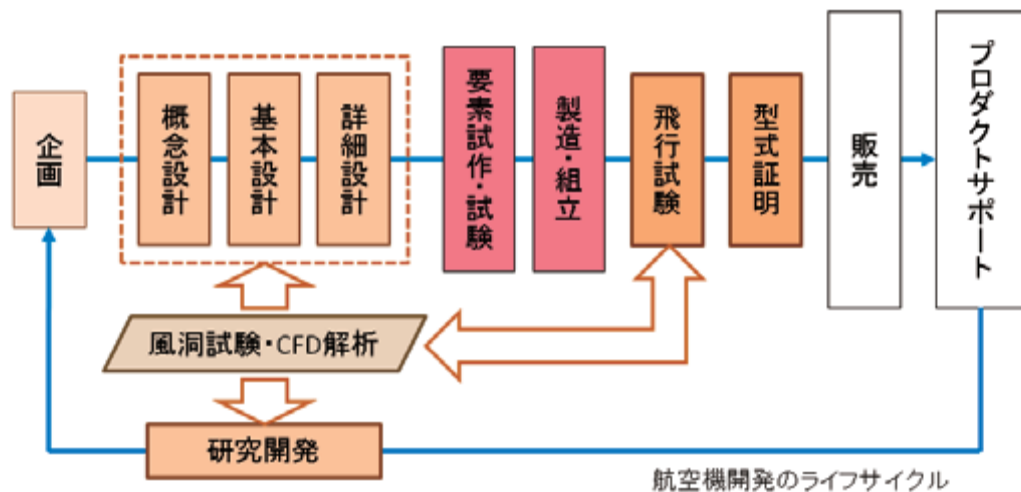 企画
概念設計
基本設計
詳細設計
要素試作・試験
製造・組立
飛行試験
型式証明
販売
プロダクトサポート
風洞試験・CFD解析
研究開発
航空機開発のライフサイクル